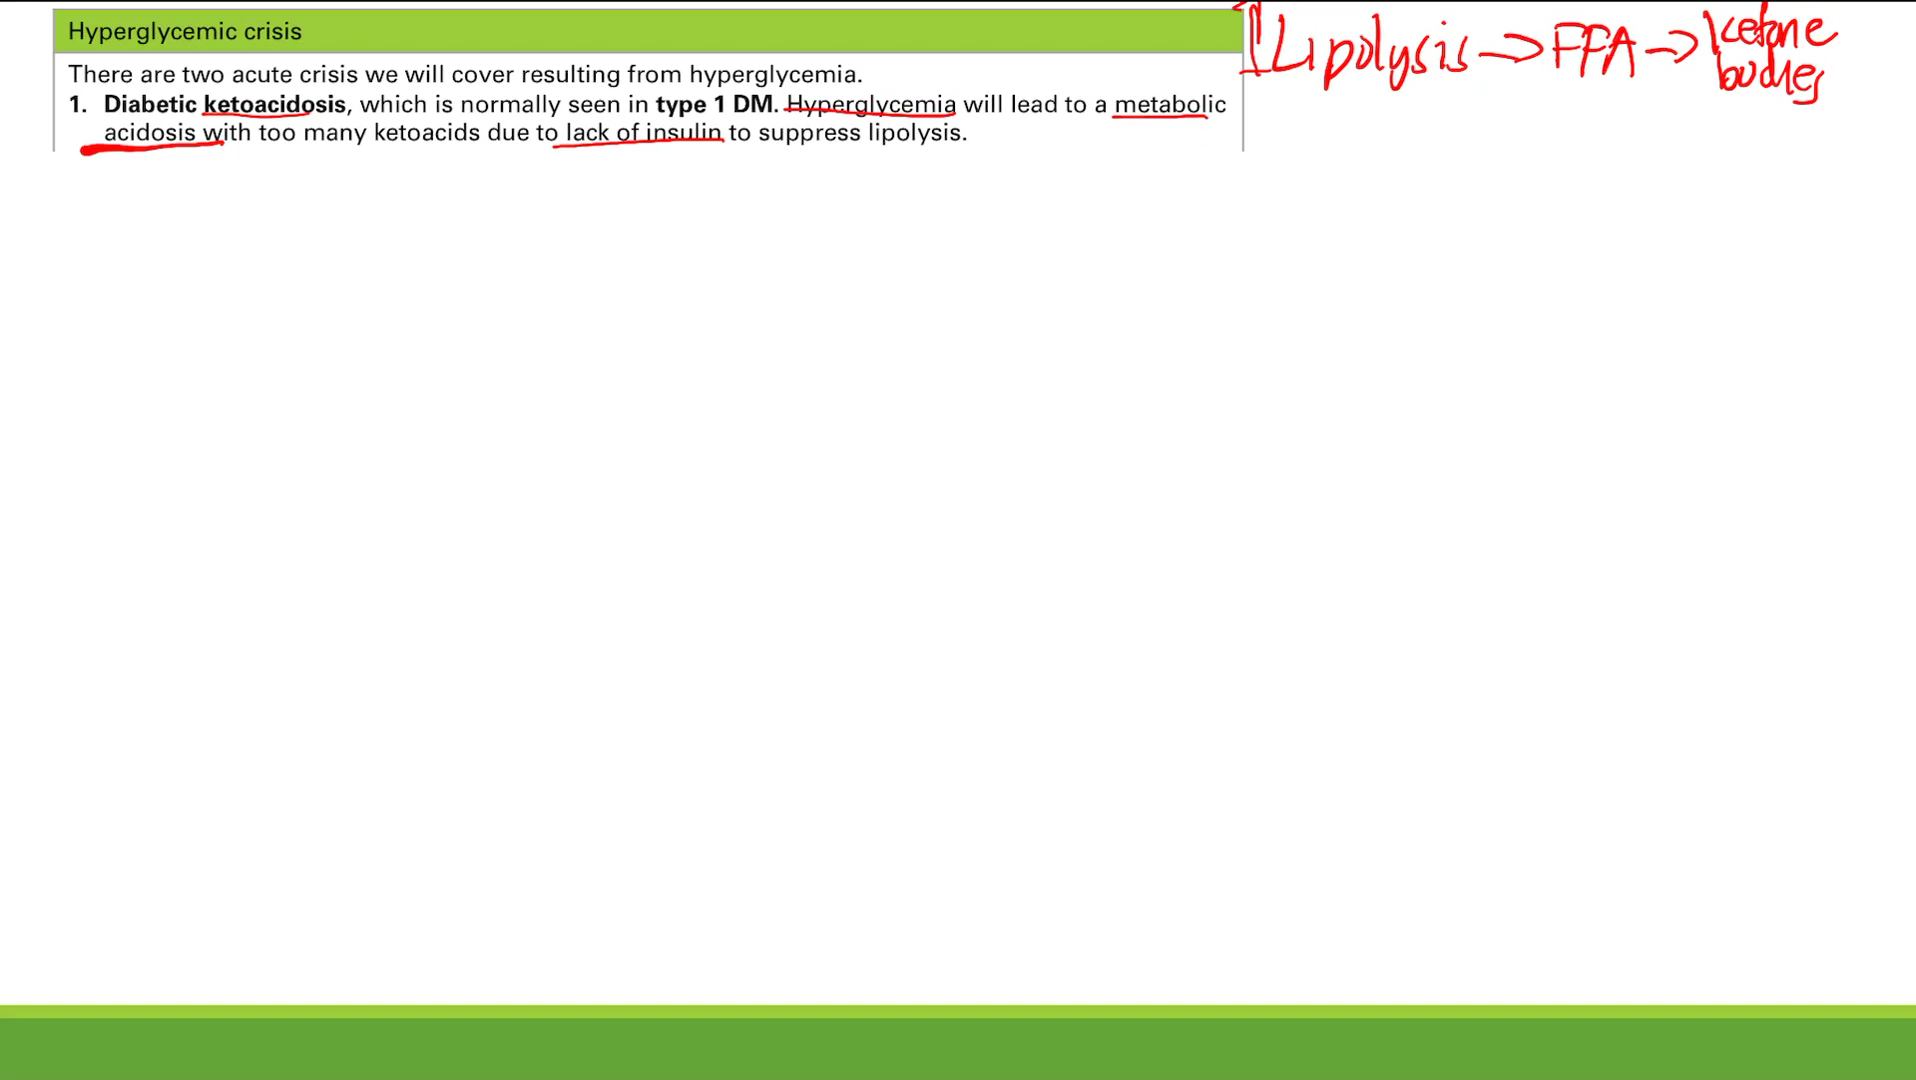 Hyperglycemic crisis
There are two acute crisis we will cover resulting from hyperglycemia.
1. Diabetic ketoacidosis, which is normally seen in type 1 DM. Hyperglycemia will lead to a metabolic
acidosis with too many ketoacids due to lack of insulin to suppress lipolysis.
↑Lipolysis → FFA → ketone
bodies